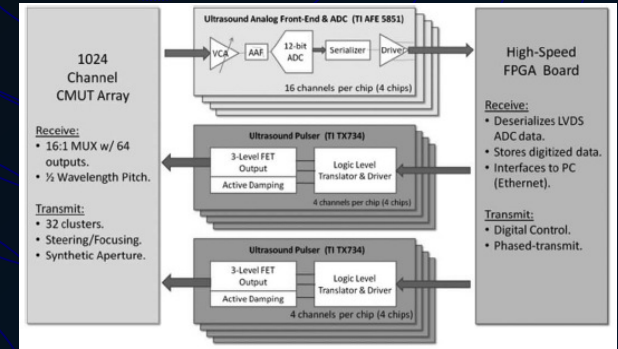 1024
Channel
CMUT Array
Receive:
• 16:1 MUX w/ 64
outputs.
• ½ Wavelength Pitch.
Transmit:
• 32 clusters.
• Steering/Focusing.
• Synthetic Aperture.
Ultrasound Analog Front-End & ADC (TI AFE 5851)
VCA
AAF
12-bit
ADC
Serializer
Driver
16 channels per chip (4 chips)
Ultrasound Pulser (TI TX734)
3-Level FET
Output
Active Damping
Logic Level
Translator & Driver
4 channels per chip (4 chips)
Ultrasound Pulser (TI TX734)
3-Level FET
Output
Active Damping
Logic Level
Translator & Driver
4 channels per chip (4 chips)
High-Speed
FPGA Board
Receive:
• Deserializes LVDS
ADC data.
• Stores digitized data.
• Interfaces to PC
(Ethernet).
Transmit:
• Digital Control.
• Phased-transmit.